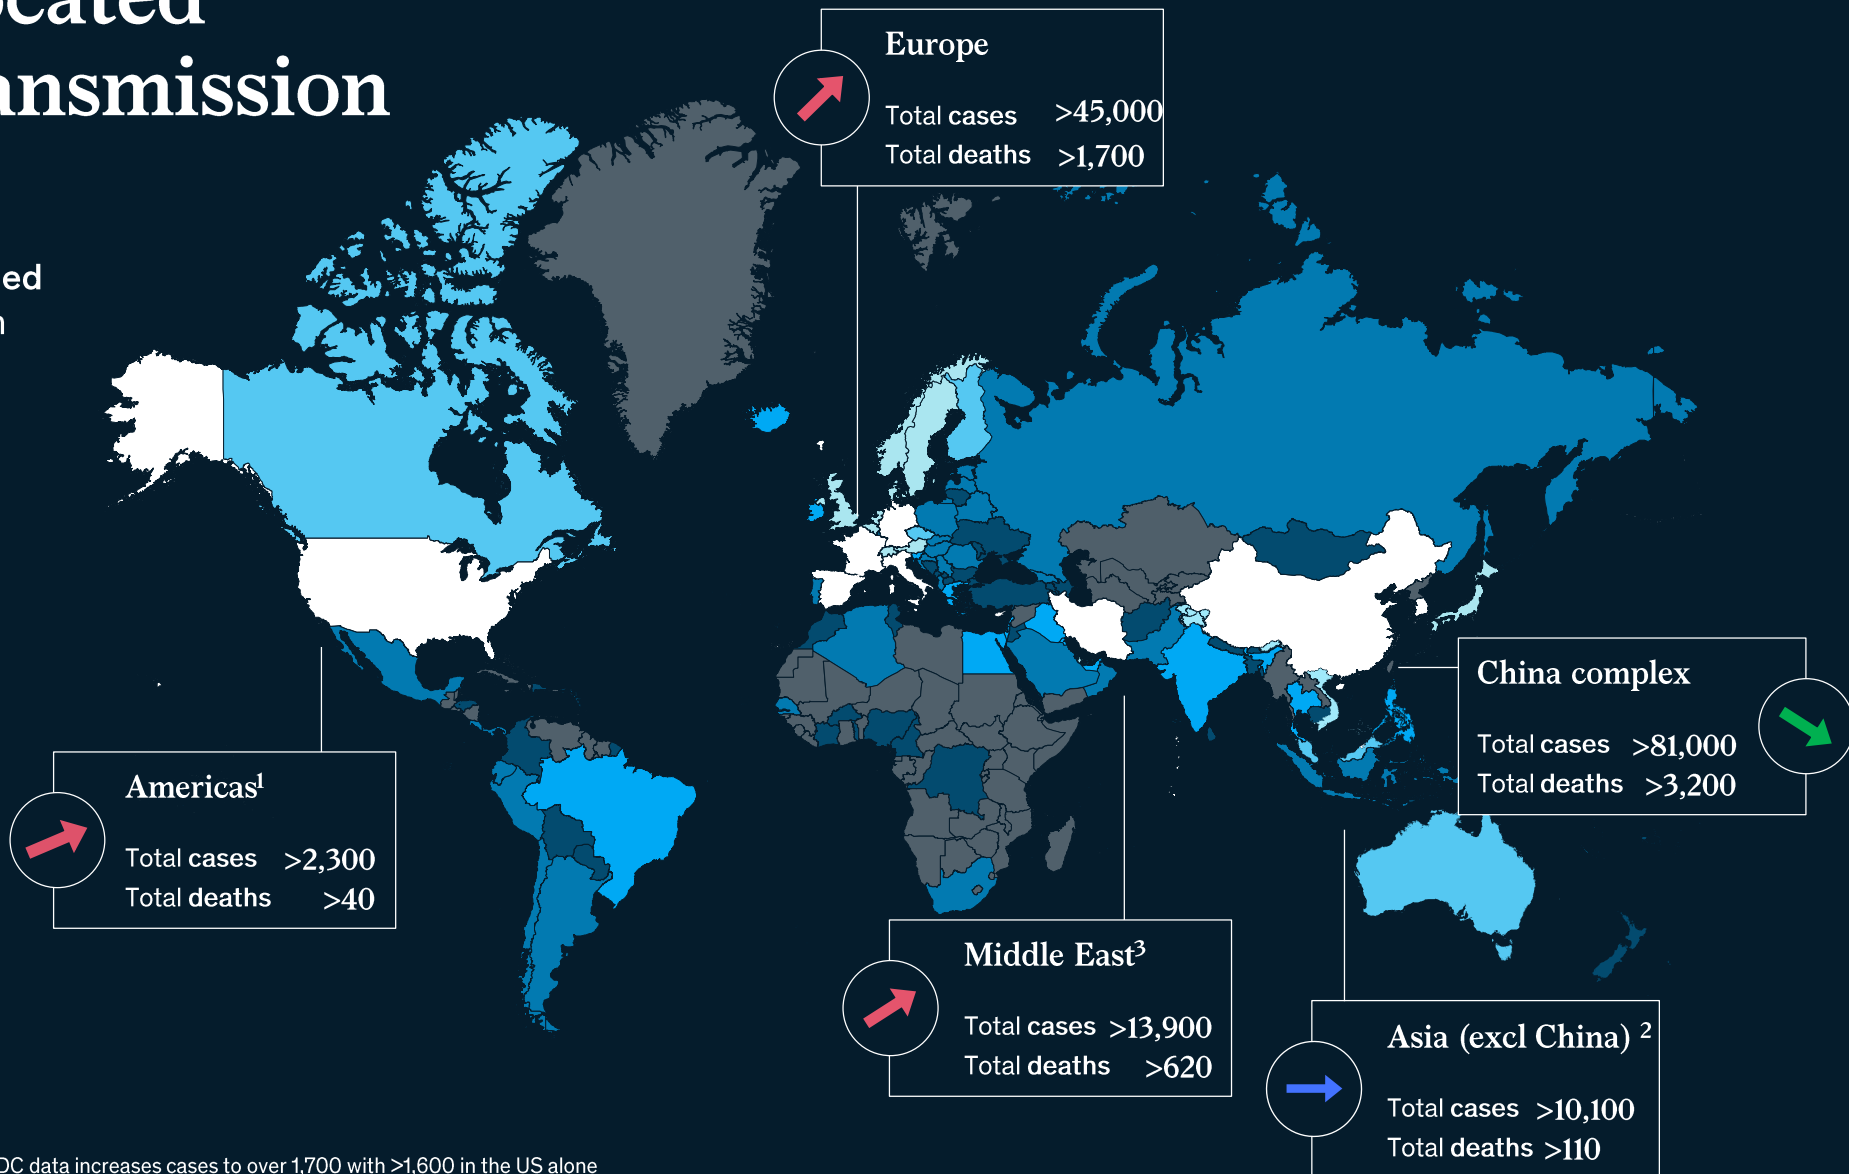 ocated
ansmission
ed
Europe
Total cases >45,000
Total deaths >1,700
China complex
Total cases >81,000
Total deaths >3,200
Americas¹
Total cases >2,300
Total deaths >40
Middle East³
Total cases >13,900
Total deaths >620
Asia (excl China) ²
Total cases >10,100
Total deaths >110
DC data increases cases to over 1,700 with >1,600 in the US alone